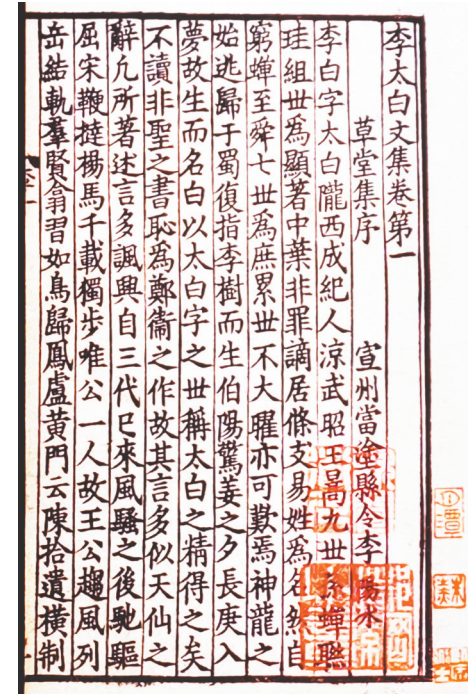 李太白文集卷第一
草堂集序　宣州當塗縣令李陽冰
李白字太白隴西成紀人涼武昭王暠九世孫蟬聯
珪組世爲顯著中葉非罪謫居條支易姓爲名然自
窮蟬至舜七世爲庶累世不大曜亦可歎焉神龍之
始逃歸于蜀復指李樹而生伯陽驚姜之夕長庚入
夢故生而名白以太白字之世稱太白之精得之矣
不讀非聖之書恥爲鄭衞之作故其言多似天仙之
辭凡所著述言多諷興自三代已來風騷之後馳驅
屈宋鞭撻楊馬千載獨步唯公一人故王公趨風列
岳結軌羣賢翕習如鳥歸鳳盧黃門云陳拾遺橫制